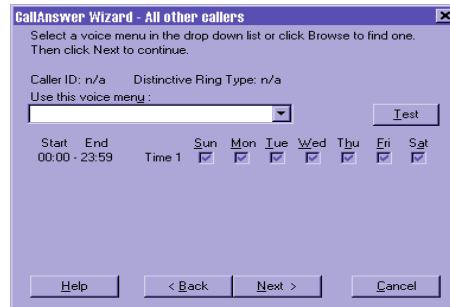 CallAnswer Wizard - All other callers
Select a voice menu in the drop down list or click Browse to find one.
Then click Next to continue.
Caller ID: n/a Distinctive Ring Type: n/a
Use this voice menu :
Test
Start End Sun Mon Tue Wed Thu Fri Sat
00:00 - 23:59 Time 1
Help < Back Next > Cancel